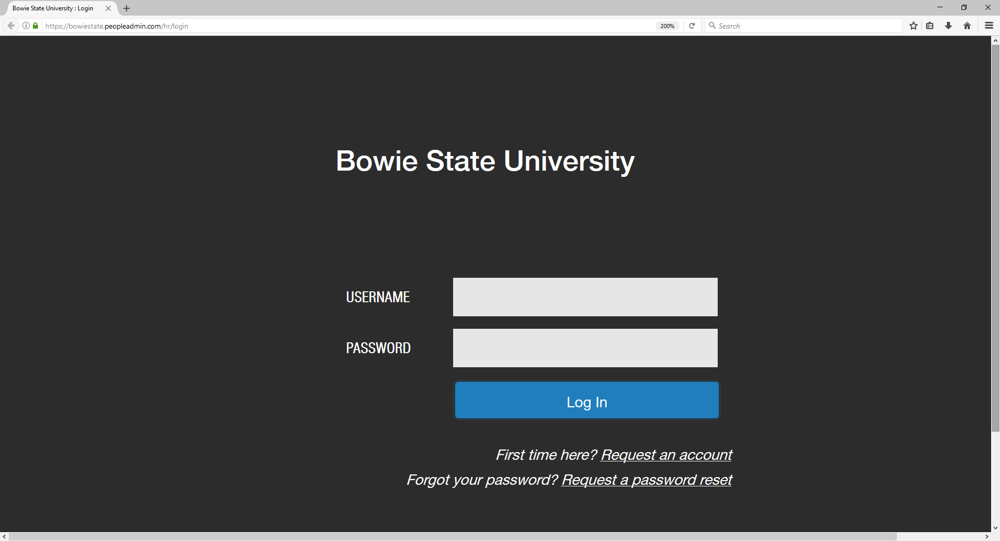 Bowie State University : Login
https://bowiestate.peopleadmin.com/hr/login
200%
Search
Bowie State University
USERNAME
PASSWORD
Log In
First time here? Request an account
Forgot your password? Request a password reset